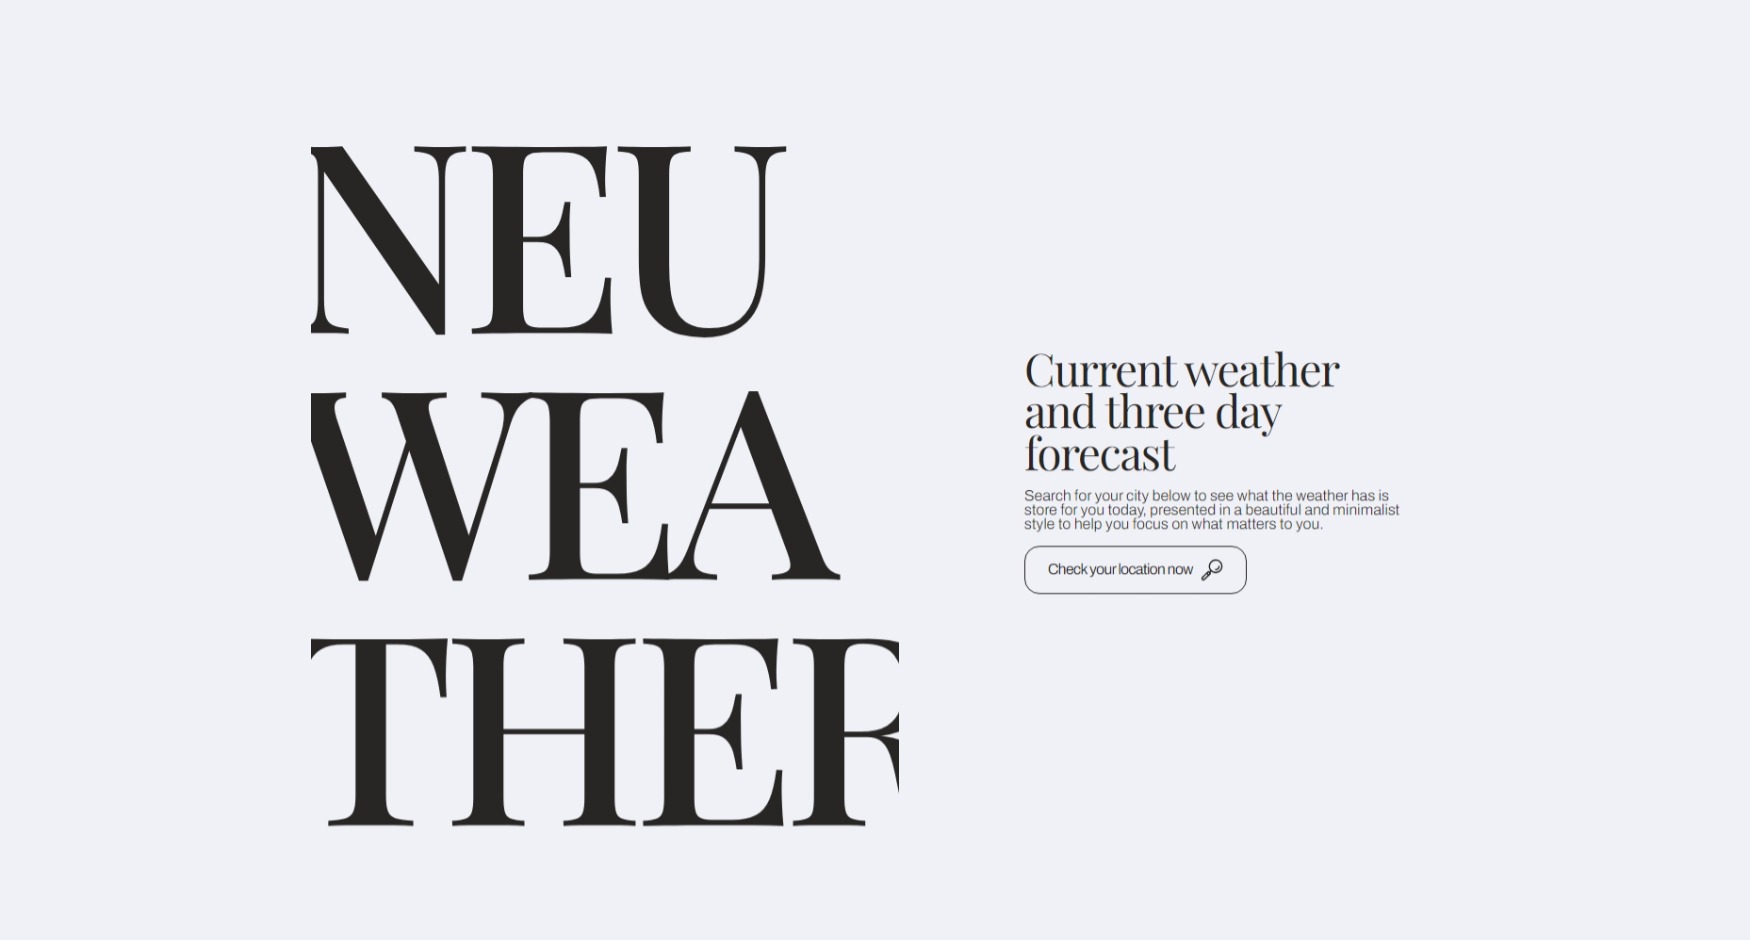 NEU
WEA
THER
Current weather
and three day
forecast
Search for your city below to see what the weather has is
store for you today, presented in a beautiful and minimalist
style to help you focus on what matters to you.
Check your location now